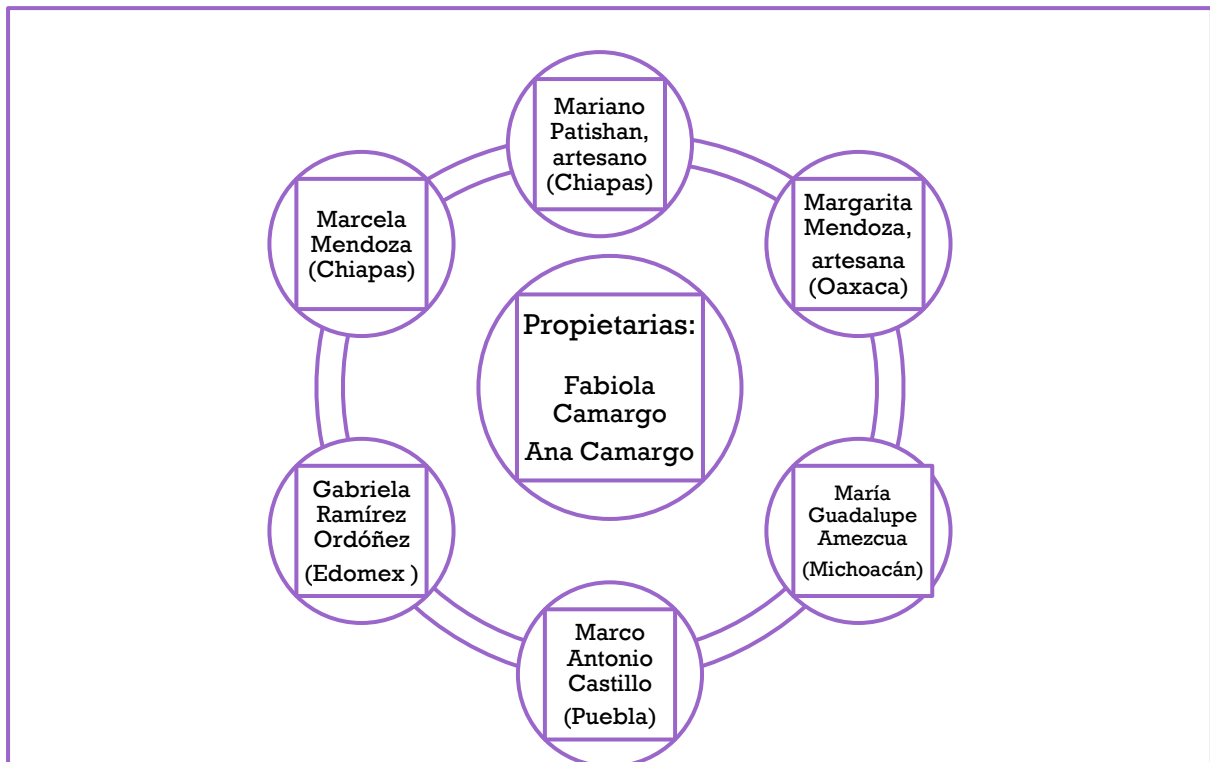 Mariano
Patishan,
artesano
(Chiapas)
Margarita
Mendoza,
artesana
(Oaxaca)
María
Guadalupe
Amezcua
(Michoacán)
Marco
Antonio
Castillo
(Puebla)
Gabriela
Ramírez
Ordóñez
(Edomex )
Marcela
Mendoza
(Chiapas)
Propietarias:
Fabiola
Camargo
Ana Camargo